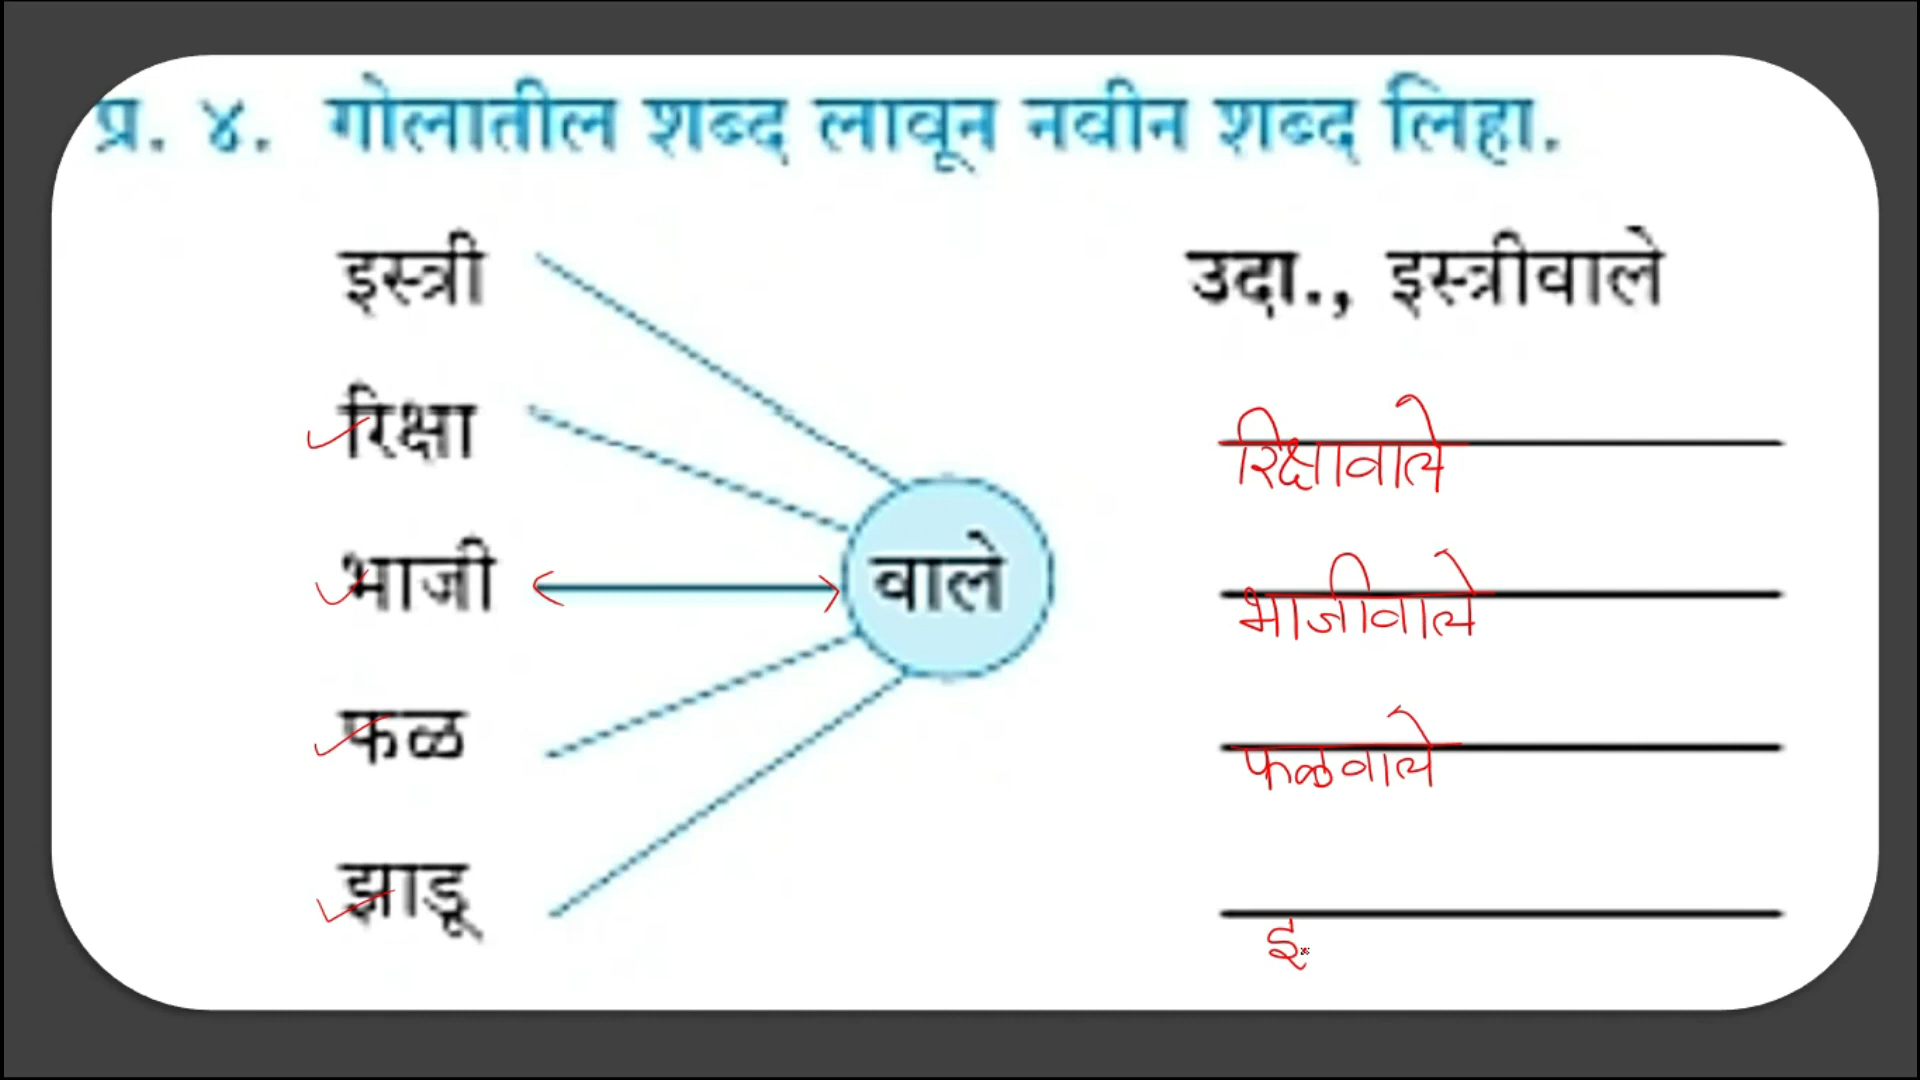 प्र. ४. गोलातील शब्द लावून नवीन शब्द लिहा.
इस्त्री
उदा., इस्त्रीवाले
रिक्षा
रिक्षावाले
भाजी
वाले
भाजीवाले
फळ
फळवाले
झाडू
इ